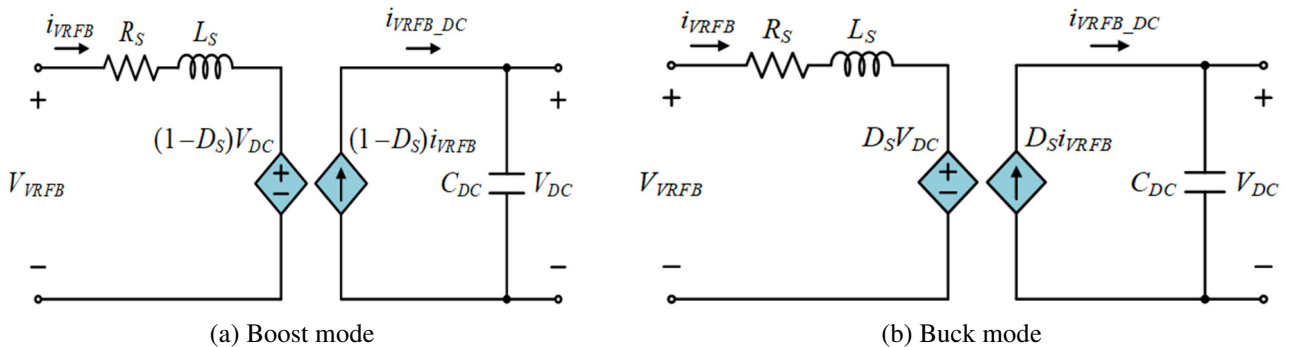 i_VRFB R_S L_S i_VRFB_DC
+ (1−D_S)V_DC (1−D_S)i_VRFB +
V_VRFB + − C_DC V_DC
− −
(a) Boost mode
i_VRFB R_S L_S i_VRFB_DC
+ D_SV_DC D_Si_VRFB +
V_VRFB + − C_DC V_DC
− −
(b) Buck mode